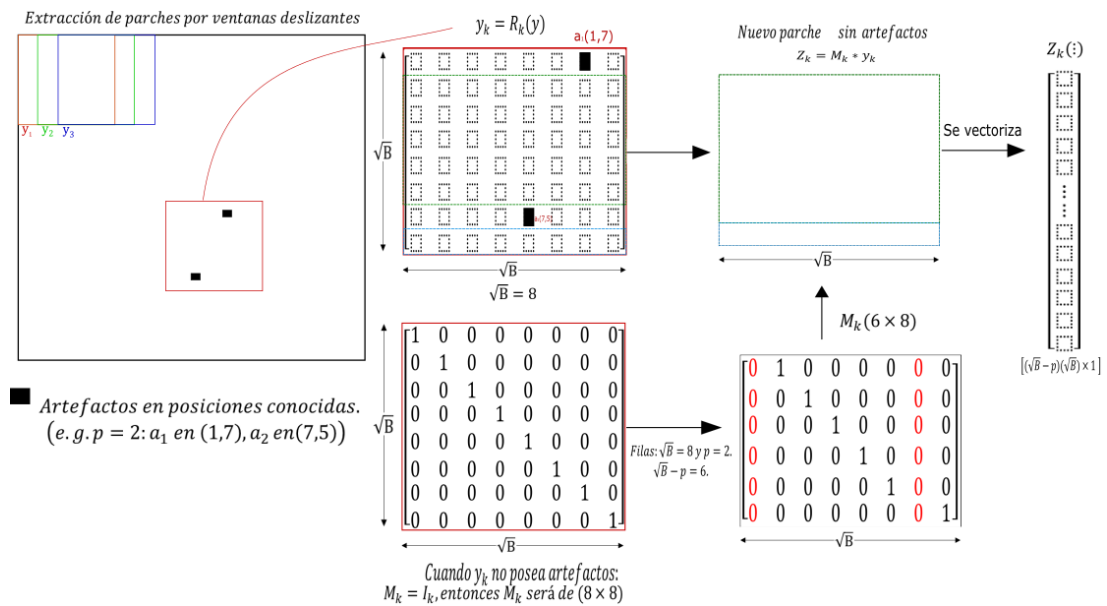 Extracción de parches por ventanas deslizantes
y₁ y₂ y₃
Artefactos en posiciones conocidas.
(e.g.p = 2: a₁ en (1,7), a₂ en(7,5))
yₖ = Rₖ(y)
a₁(1,7)
√B
a₂(7,5)
√B
√B = 8
√B
1 0 0 0 0 0 0 0
0 1 0 0 0 0 0 0
0 0 1 0 0 0 0 0
0 0 0 1 0 0 0 0
0 0 0 0 1 0 0 0
0 0 0 0 0 1 0 0
0 0 0 0 0 0 1 0
0 0 0 0 0 0 0 1
√B
Cuando yₖ no posea artefactos:
Mₖ = Iₖ, entonces Mₖ será de (8 × 8)
Filas: √B = 8 y p = 2.
√B − p = 6.
Nuevo parche sin artefactos
Zₖ = Mₖ * yₖ
√B
Mₖ(6 × 8)
0 1 0 0 0 0 0 0
0 0 1 0 0 0 0 0
0 0 0 1 0 0 0 0
0 0 0 0 1 0 0 0
0 0 0 0 0 1 0 0
0 0 0 0 0 0 0 1
√B
Se vectoriza
Zₖ(:)
[(√B − p)(√B) × 1]